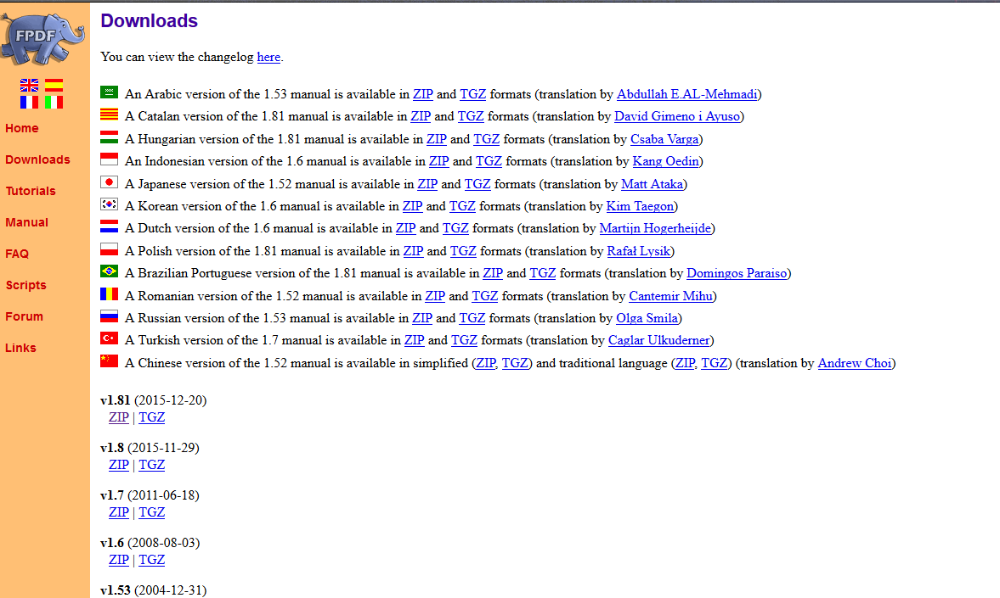 FPDF
Home
Downloads
Tutorials
Manual
FAQ
Scripts
Forum
Links
Downloads
You can view the changelog here.
An Arabic version of the 1.53 manual is available in ZIP and TGZ formats (translation by Abdullah E.AL-Mehmadi)
A Catalan version of the 1.81 manual is available in ZIP and TGZ formats (translation by David Gimeno i Ayuso)
A Hungarian version of the 1.81 manual is available in ZIP and TGZ formats (translation by Csaba Varga)
An Indonesian version of the 1.6 manual is available in ZIP and TGZ formats (translation by Kang Oedin)
A Japanese version of the 1.52 manual is available in ZIP and TGZ formats (translation by Matt Ataka)
A Korean version of the 1.6 manual is available in ZIP and TGZ formats (translation by Kim Taegon)
A Dutch version of the 1.6 manual is available in ZIP and TGZ formats (translation by Martijn Hogerheijde)
A Polish version of the 1.81 manual is available in ZIP and TGZ formats (translation by Rafał Lysik)
A Brazilian Portuguese version of the 1.81 manual is available in ZIP and TGZ formats (translation by Domingos Paraiso)
A Romanian version of the 1.52 manual is available in ZIP and TGZ formats (translation by Cantemir Mihu)
A Russian version of the 1.53 manual is available in ZIP and TGZ formats (translation by Olga Smila)
A Turkish version of the 1.7 manual is available in ZIP and TGZ formats (translation by Caglar Ulkuderner)
A Chinese version of the 1.52 manual is available in simplified (ZIP, TGZ) and traditional language (ZIP, TGZ) (translation by Andrew Choi)
v1.81 (2015-12-20)
ZIP | TGZ
v1.8 (2015-11-29)
ZIP | TGZ
v1.7 (2011-06-18)
ZIP | TGZ
v1.6 (2008-08-03)
ZIP | TGZ
v1.53 (2004-12-31)